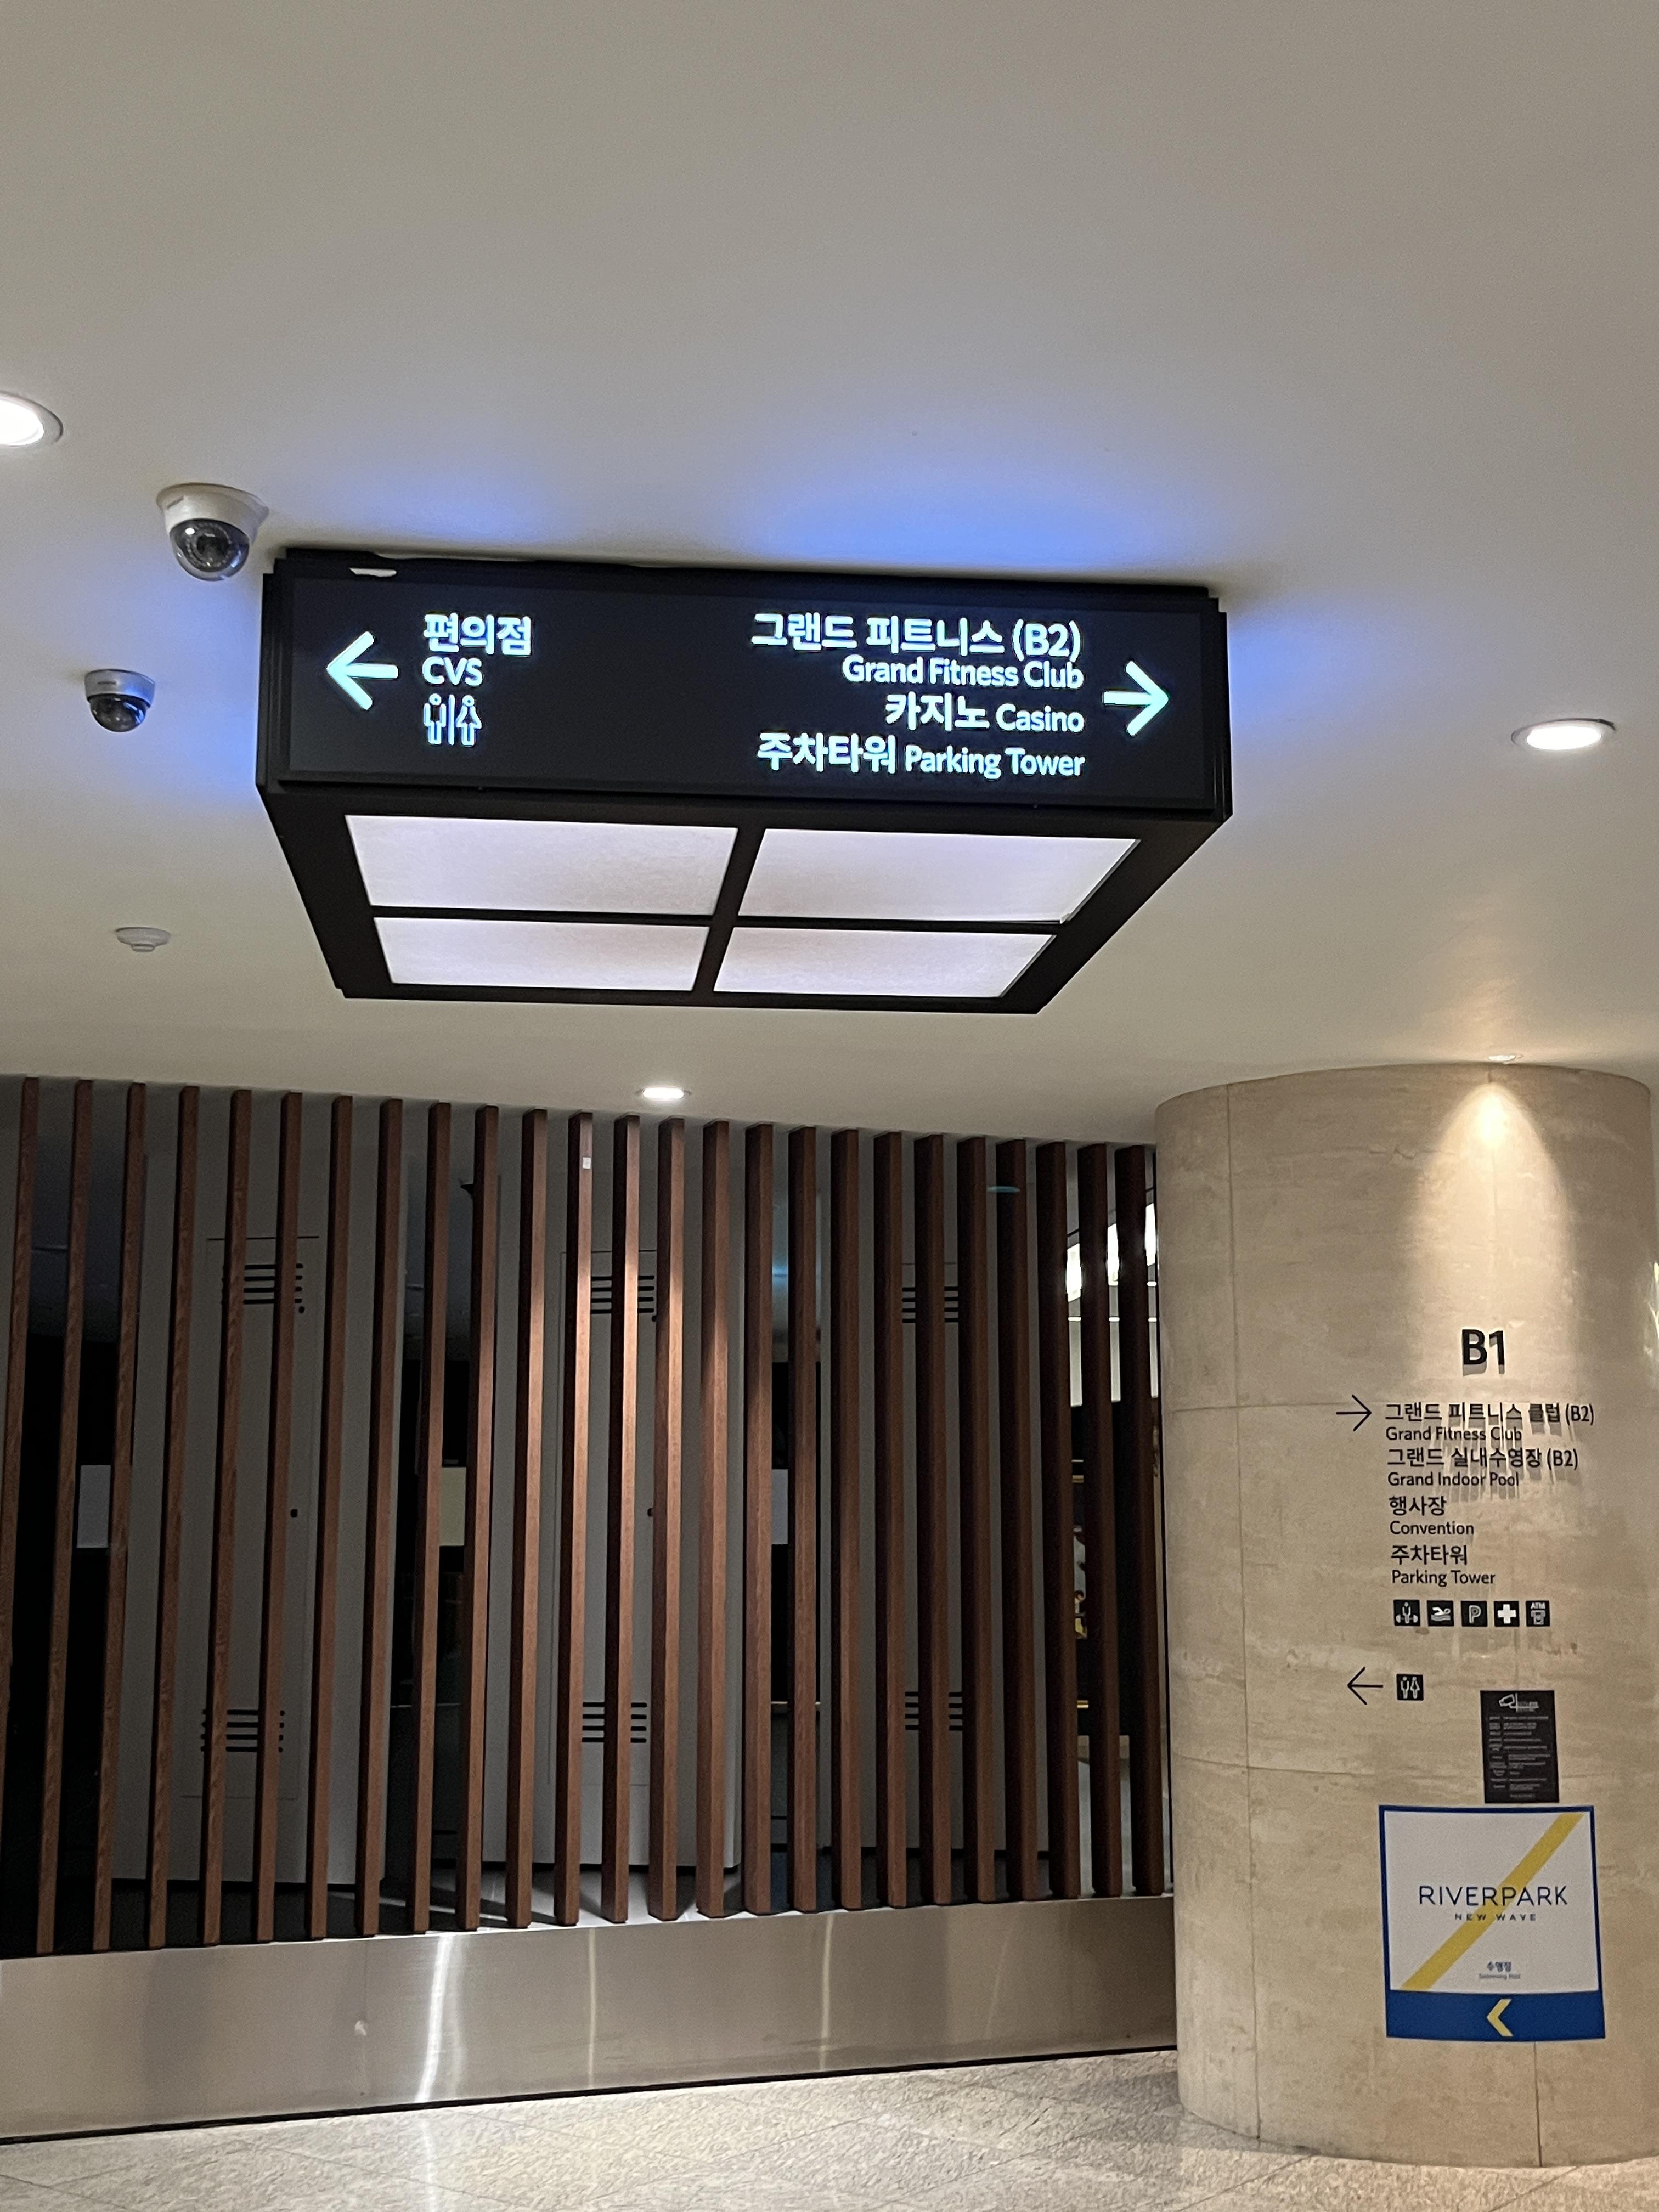 편의점
CVS
그랜드 피트니스 (B2)
Grand Fitness Club
카지노 Casino
주차타워 Parking Tower
B1
그랜드 피트니스 클럽 (B2)
Grand Fitness Club
그랜드 실내수영장 (B2)
Grand Indoor Pool
행사장
Convention
주차타워
Parking Tower
P
ATM
RIVERPARK
NEW WAVE
수영장
Swimming Pool